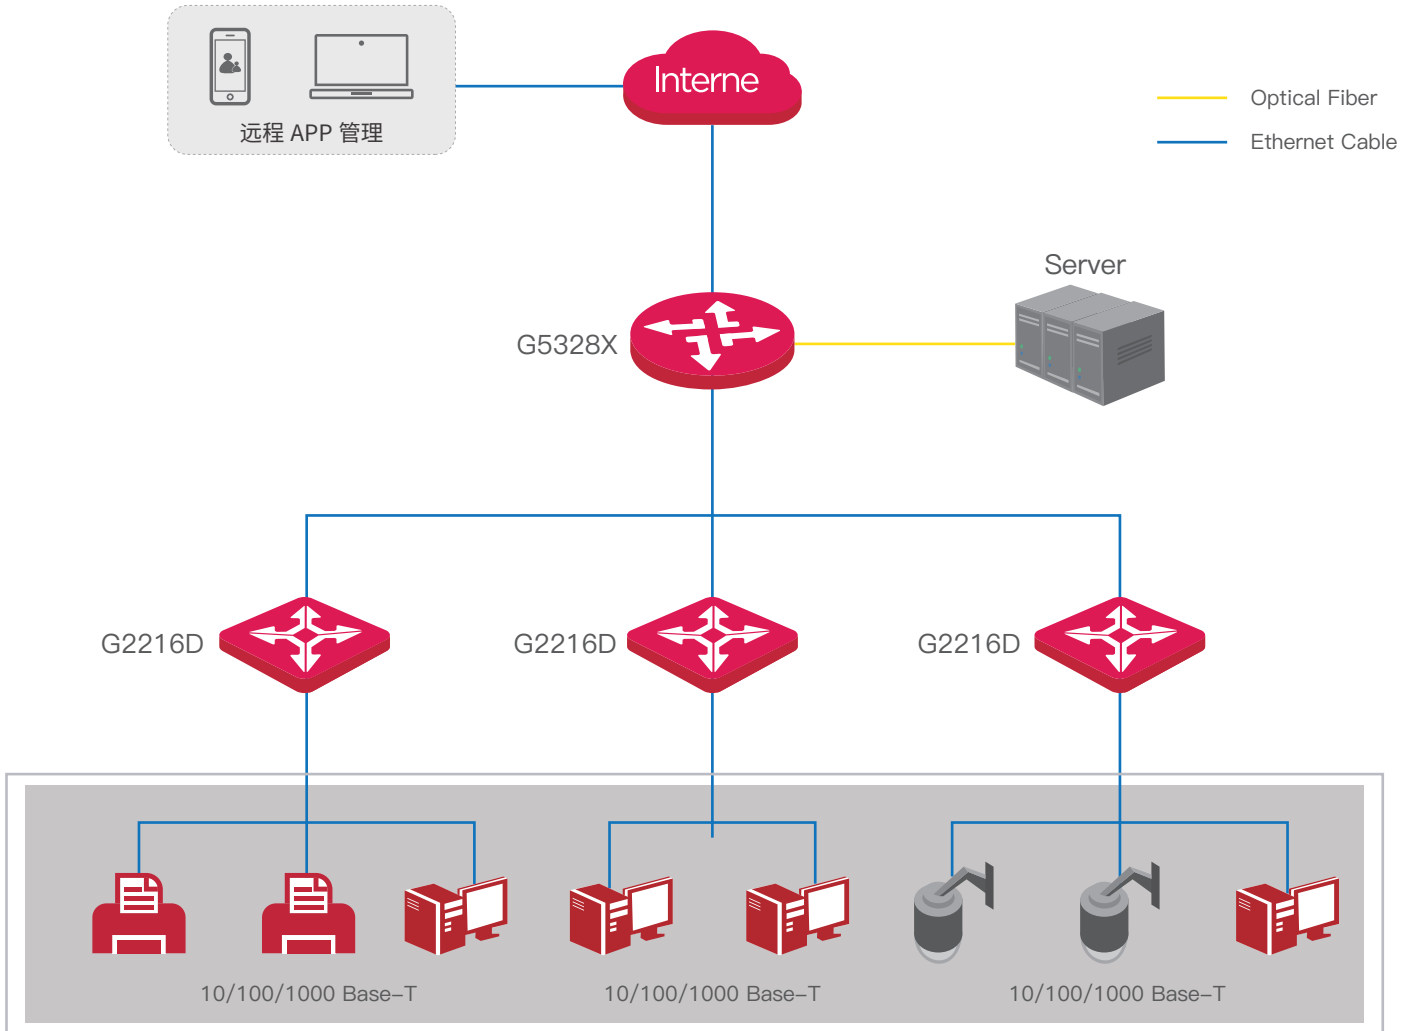 Interne
远程 APP 管理
Optical Fiber
Ethernet Cable
Server
G5328X
G2216D
G2216D
G2216D
10/100/1000 Base-T
10/100/1000 Base-T
10/100/1000 Base-T